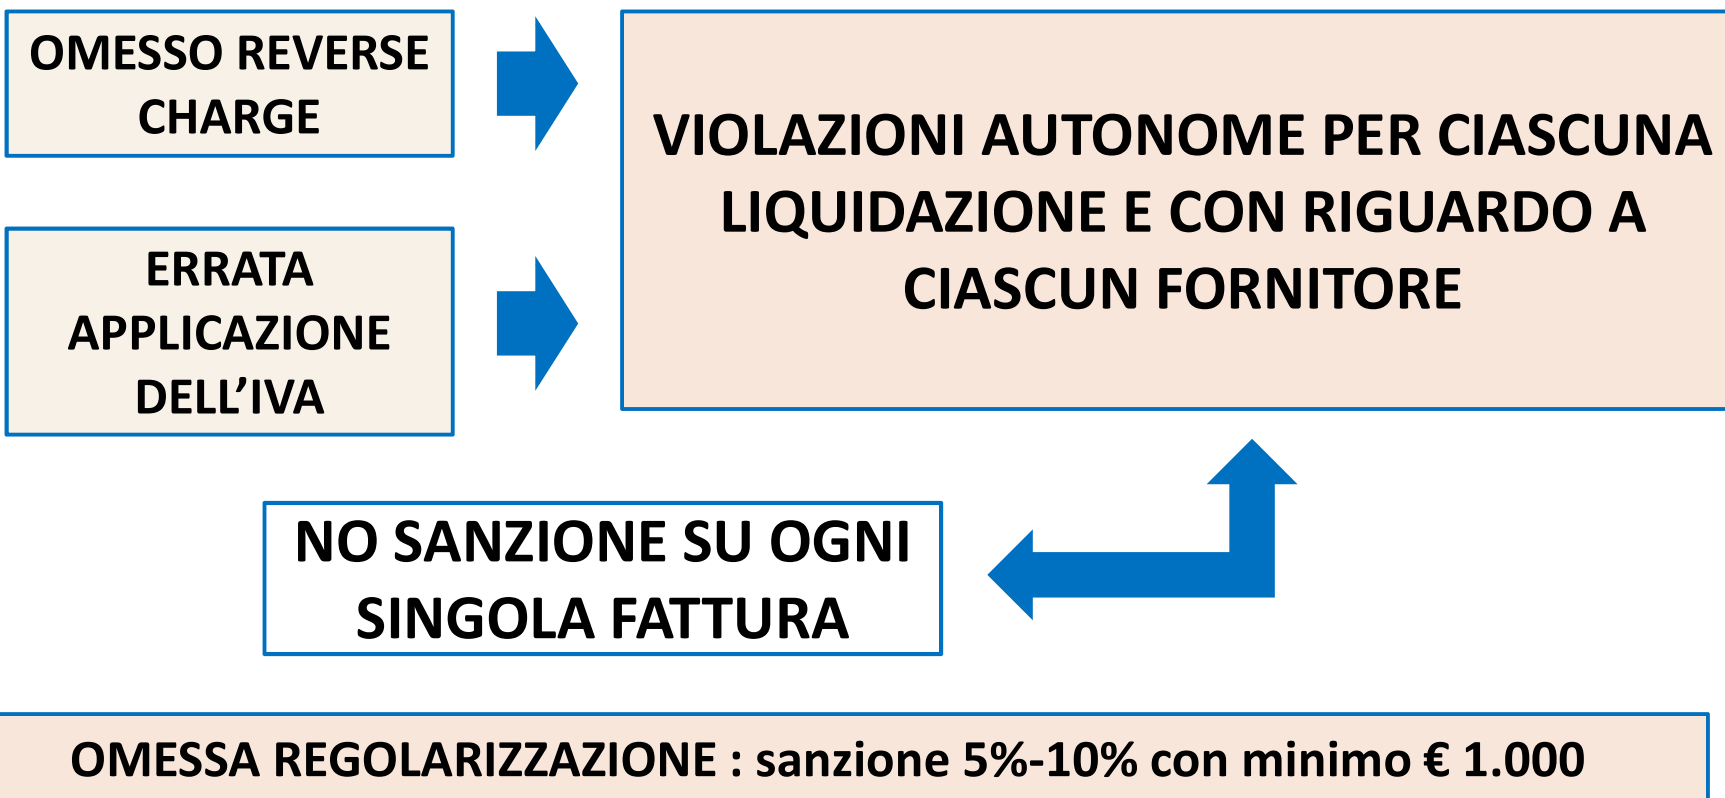 OMESSO REVERSE
CHARGE
VIOLAZIONI AUTONOME PER CIASCUNA
LIQUIDAZIONE E CON RIGUARDO A
CIASCUN FORNITORE
ERRATA
APPLICAZIONE
DELL’IVA
NO SANZIONE SU OGNI
SINGOLA FATTURA
OMESSA REGOLARIZZAZIONE : sanzione 5%-10% con minimo € 1.000